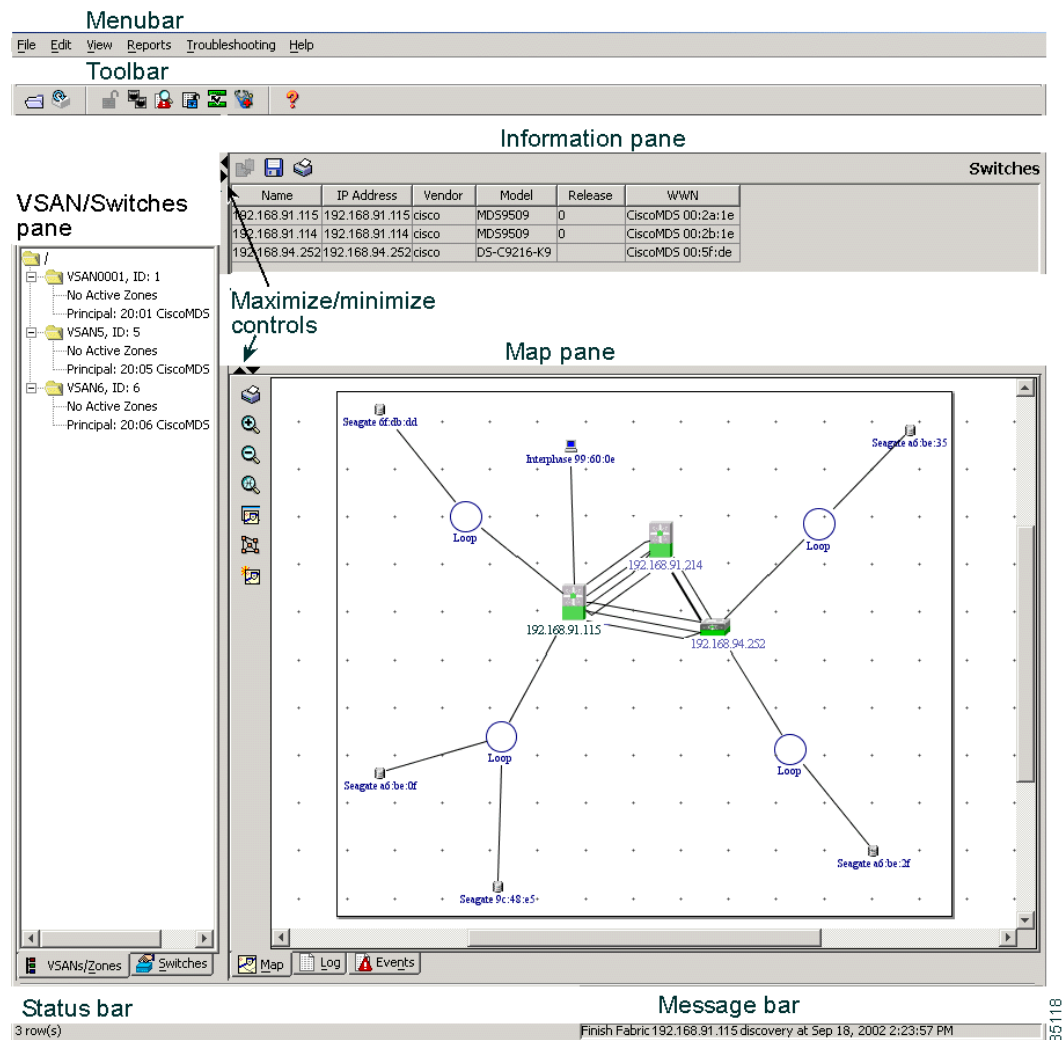 Menubar
File Edit View Reports Troubleshooting Help
Toolbar
Information pane
Switches
Name IP Address Vendor Model Release WWN
192.168.91.115 192.168.91.115 cisco MDS9509 0 CiscoMDS 00:2a:1e
192.168.91.114 192.168.91.114 cisco MDS9509 0 CiscoMDS 00:2b:1e
192.168.94.252 192.168.94.252 cisco DS-C9216-K9 CiscoMDS 00:5f:de
VSAN/Switches
pane
/
VSAN0001, ID: 1
No Active Zones
Principal: 20:01 CiscoMDS
VSAN5, ID: 5
No Active Zones
Principal: 20:05 CiscoMDS
VSAN6, ID: 6
No Active Zones
Principal: 20:06 CiscoMDS
Maximize/minimize
controls
Map pane
Seagate 6f:db:dd
Interphase 99:60:0e
Seagate a6:be:35
Loop
Loop
192.168.91.214
192.168.91.115
192.168.94.252
Loop
Loop
Seagate a6:be:0f
Seagate a6:be:2f
Seagate 9c:48:e5
VSANs/Zones Switches
Map Log Events
Status bar
Message bar
3 row(s)
Finish Fabric 192.168.91.115 discovery at Sep 18, 2002 2:23:57 PM
85118